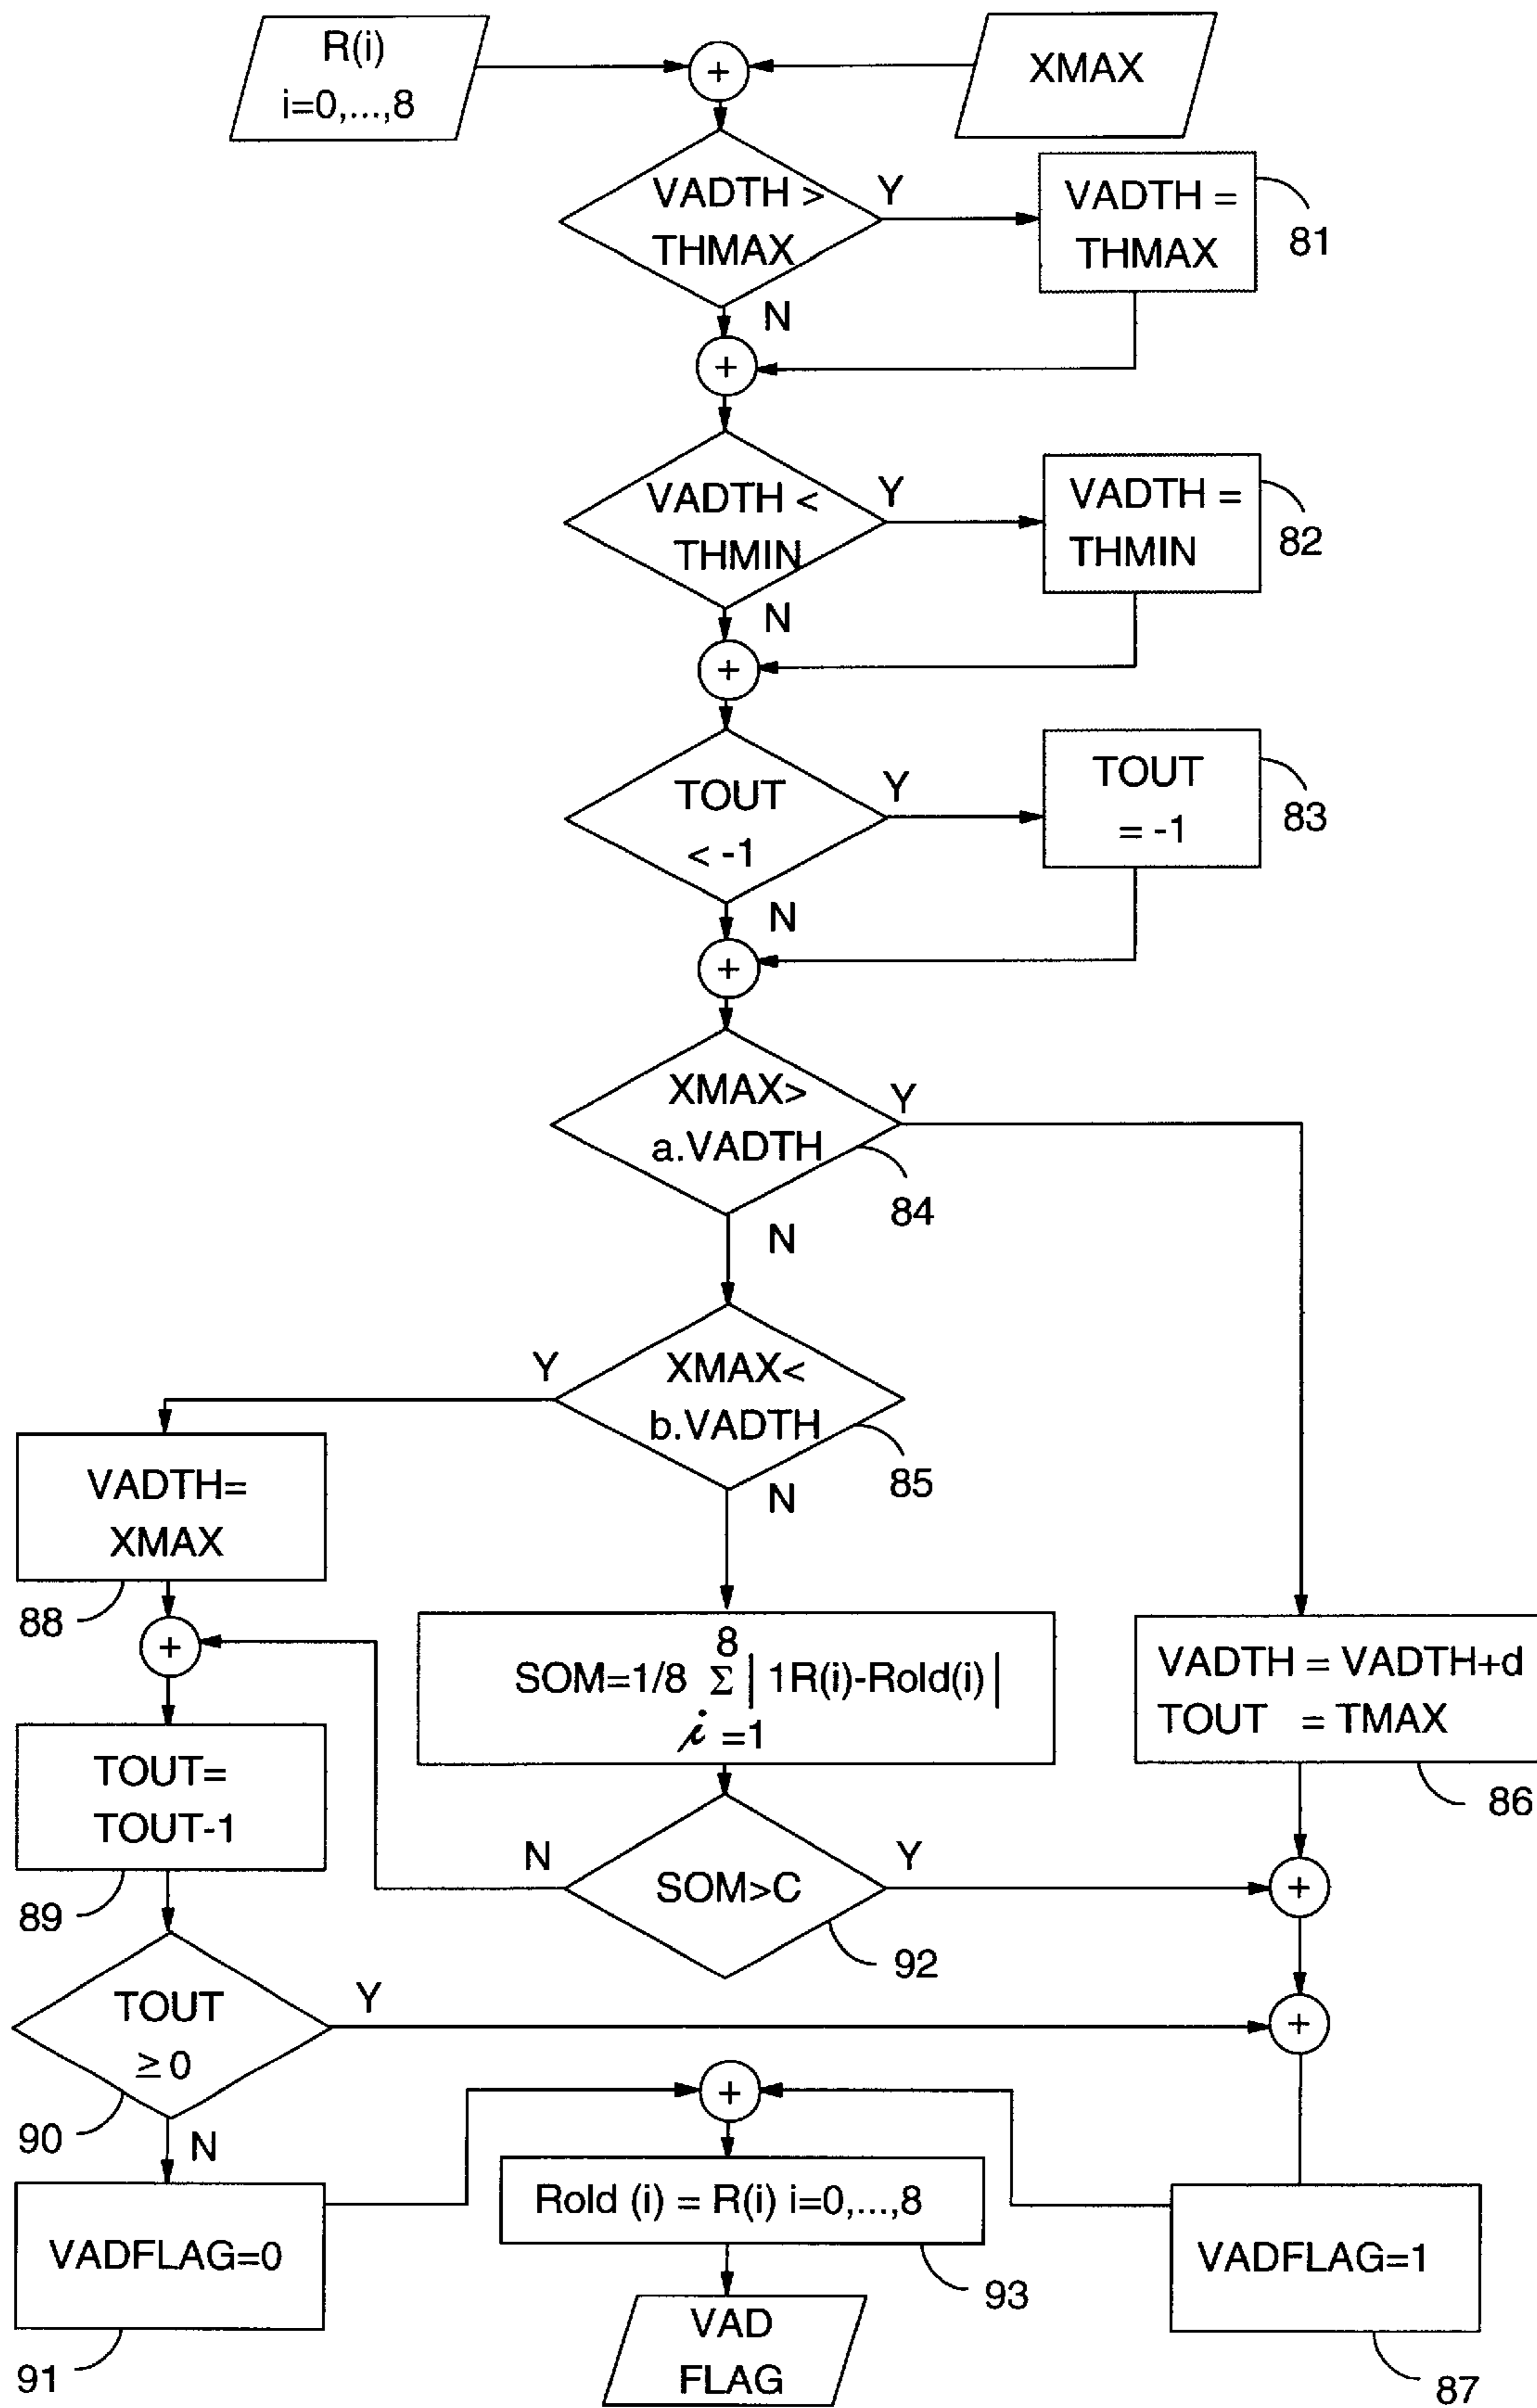 R(i)
i=0,...,8
+
XMAX
VADTH >
THMAX
Y
VADTH =
THMAX
81
N
+
VADTH <
THMIN
Y
VADTH =
THMIN
82
N
+
TOUT
< -1
Y
TOUT
= -1
83
N
+
XMAX>
a.VADTH
Y
84
N
XMAX<
b.VADTH
Y
85
N
VADTH=
XMAX
88
+
8
SOM=1/8 Σ | 1R(i)-Rold(i) |
i =1
VADTH = VADTH+d
TOUT = TMAX
86
TOUT=
TOUT-1
89
N
SOM>C
Y
92
+
TOUT
≥ 0
Y
90
N
+
+
Rold (i) = R(i) i=0,...,8
93
VADFLAG=0
91
VADFLAG=1
87
VAD
FLAG